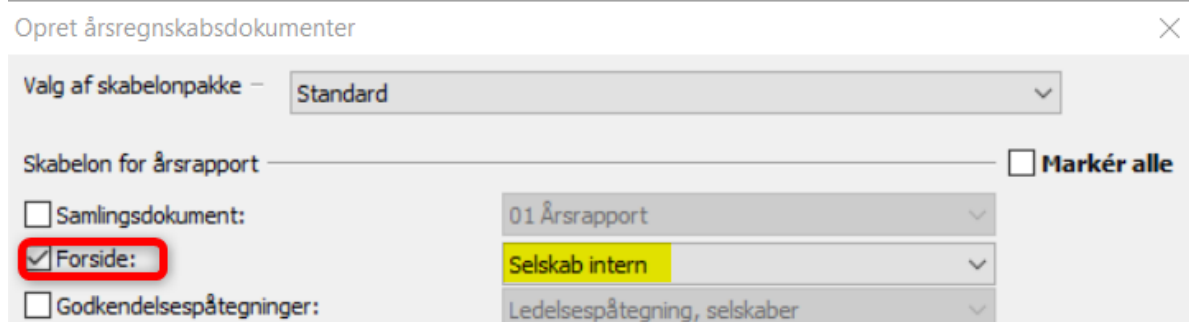 Opret årsregnskabsdokumenter
Valg af skabelonpakke Standard
Skabelon for årsrapport Markér alle
Samlingsdokument: 01 Årsrapport
Forside: Selskab intern
Godkendelsespåtegninger: Ledelsespåtegning, selskaber